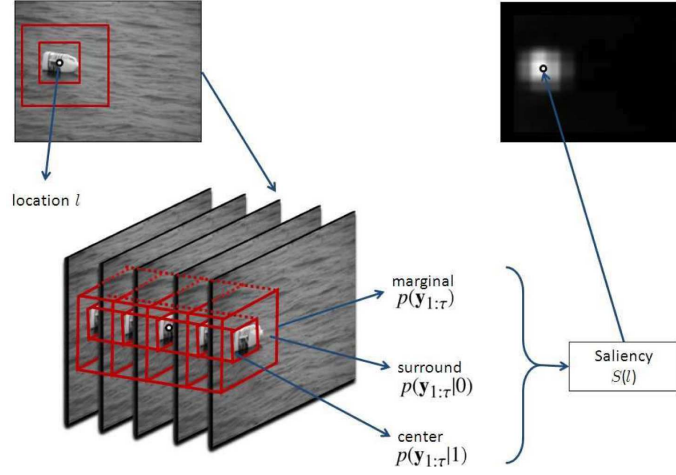 location l
marginal
p(y₁:τ)
surround
p(y₁:τ|0)
center
p(y₁:τ|1)
Saliency
S(l)